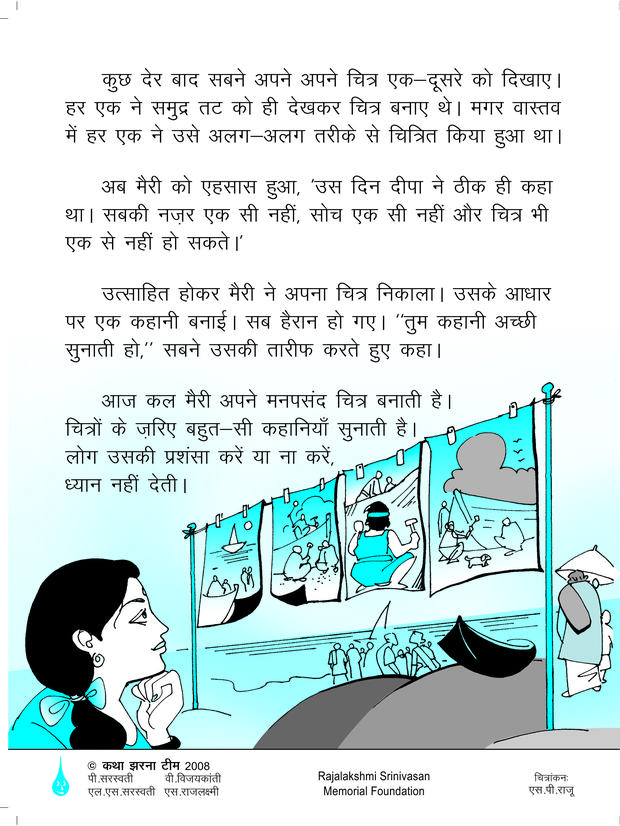 कुछ देर बाद सबने अपने अपने चित्र एक–दूसरे को दिखाए।
हर एक ने समुद्र तट को ही देखकर चित्र बनाए थे। मगर वास्तव
में हर एक ने उसे अलग–अलग तरीके से चित्रित किया हुआ था।
अब मैरी को एहसास हुआ, ‘उस दिन दीपा ने ठीक ही कहा
था। सबकी नज़र एक सी नहीं, सोच एक सी नहीं और चित्र भी
एक से नहीं हो सकते।’
उत्साहित होकर मैरी ने अपना चित्र निकाला। उसके आधार
पर एक कहानी बनाई। सब हैरान हो गए। ‘‘तुम कहानी अच्छी
सुनाती हो,’’ सबने उसकी तारीफ करते हुए कहा।
आज कल मैरी अपने मनपसंद चित्र बनाती है।
चित्रों के ज़रिए बहुत–सी कहानियाँ सुनाती है।
लोग उसकी प्रशंसा करें या ना करें,
ध्यान नहीं देती।
© कथा झरना टीम 2008
पी.सरस्वती वी.विजयकांती
एल.एस.सरस्वती एस.राजलक्ष्मी
Rajalakshmi Srinivasan
Memorial Foundation
चित्रांकनः
एस.पी.राजू